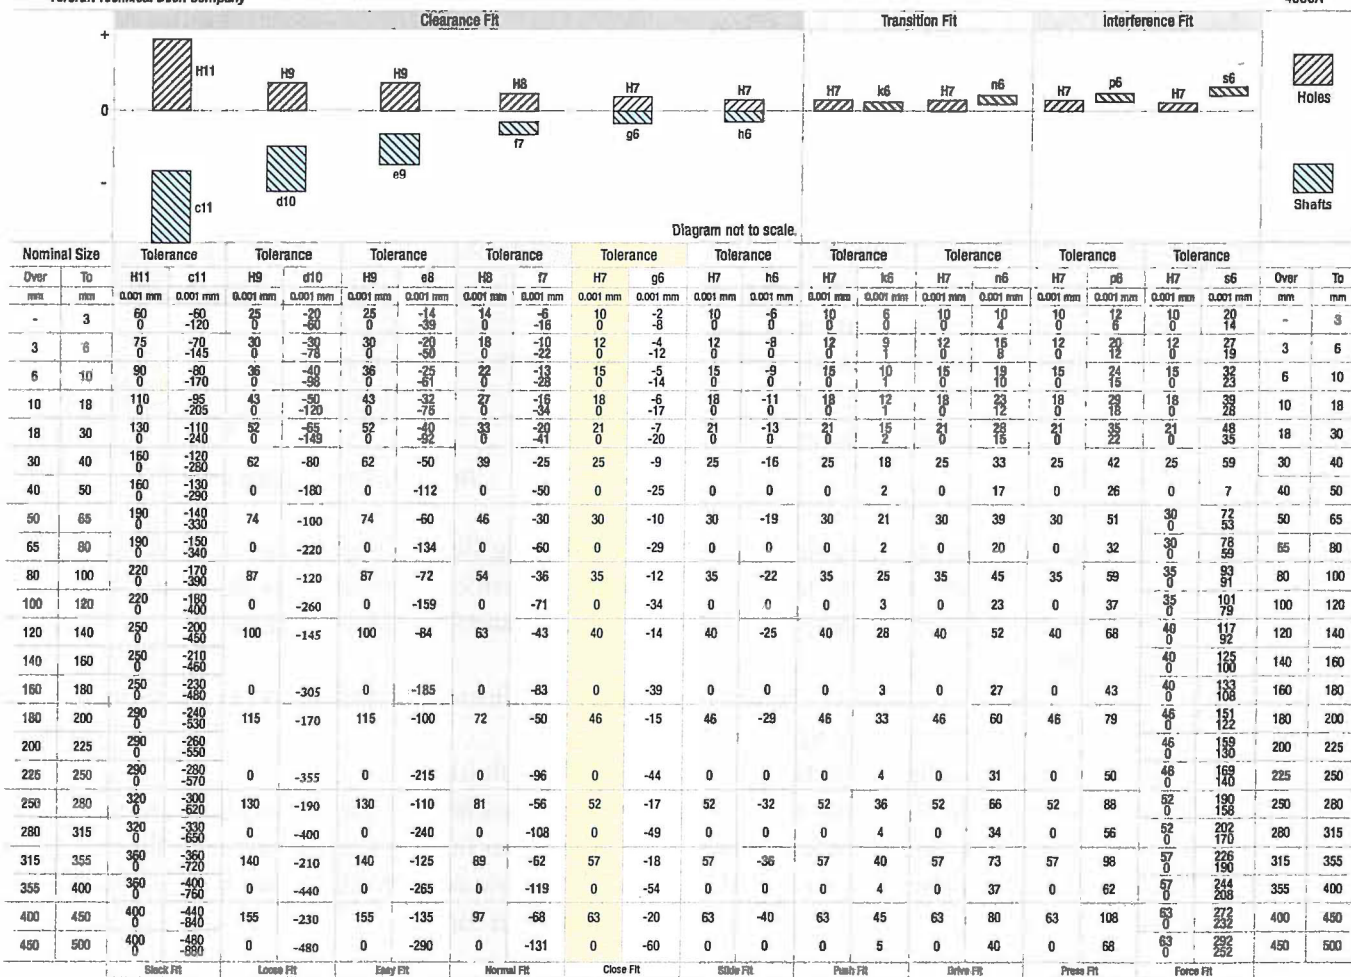 Clearance Fit Transition Fit Interference Fit
+
H11 H9 H9 H8 H7 H7 H7 k6 H7 n6 H7 p6 H7 s6
Holes
0
f7 g6 h6
e9
-
c11 d10
Shafts
Diagram not to scale
Nominal Size Tolerance Tolerance Tolerance Tolerance Tolerance Tolerance Tolerance Tolerance Tolerance Tolerance
Over To H11 c11 H9 d10 H9 e8 H8 f7 H7 g6 H7 h6 H7 k6 H7 n6 H7 p6 H7 s6 Over To
mm mm 0.001 mm 0.001 mm 0.001 mm 0.001 mm 0.001 mm 0.001 mm 0.001 mm 0.001 mm 0.001 mm 0.001 mm 0.001 mm 0.001 mm 0.001 mm 0.001 mm 0.001 mm 0.001 mm 0.001 mm 0.001 mm 0.001 mm 0.001 mm mm mm
- 3 60 -60 25 -20 25 -14 14 -6 10 -2 10 -6 10 6 10 10 10 12 10 20 - 3
0 -120 0 -60 0 -39 0 -16 0 -8 0 0 0 0 0 4 0 6 0 14
3 6 75 -70 30 -30 30 -20 18 -10 12 -4 12 -8 12 9 12 16 12 20 12 27 3 6
0 -145 0 -78 0 -50 0 -22 0 -12 0 0 0 1 0 8 0 12 0 19
6 10 90 -80 36 -40 36 -25 22 -13 15 -5 15 -9 15 10 15 19 15 24 15 32 6 10
0 -170 0 -98 0 -61 0 -28 0 -14 0 0 0 1 0 10 0 15 0 23
10 18 110 -95 43 -50 43 -32 27 -16 18 -6 18 -11 18 12 18 23 18 29 18 39 10 18
0 -205 0 -120 0 -75 0 -34 0 -17 0 0 0 1 0 12 0 18 0 28
18 30 130 -110 52 -65 52 -40 33 -20 21 -7 21 -13 21 15 21 28 21 35 21 48 18 30
0 -240 0 -149 0 -92 0 -41 0 -20 0 0 0 2 0 15 0 22 0 35
30 40 160 -120 62 -80 62 -50 39 -25 25 -9 25 -16 25 18 25 33 25 42 25 59 30 40
0 -280
40 50 160 -130 0 -180 0 -112 0 -50 0 -25 0 0 0 2 0 17 0 26 0 7 40 50
0 -290
50 65 190 -140 74 -100 74 -60 46 -30 30 -10 30 -19 30 21 30 39 30 51 30 72 50 65
0 -330 0 53
65 80 190 -150 0 -220 0 -134 0 -60 0 -29 0 0 0 2 0 20 0 32 30 78 65 80
0 -340 0 59
80 100 220 -170 87 -120 87 -72 54 -36 35 -12 35 -22 35 25 35 45 35 59 35 93 80 100
0 -390 0 91
100 120 220 -180 0 -260 0 -159 0 -71 0 -34 0 0 0 3 0 23 0 37 35 101 100 120
0 -400 0 79
120 140 250 -200 100 -145 100 -84 63 -43 40 -14 40 -25 40 28 40 52 40 68 40 117 120 140
0 -450 0 92
140 160 250 -210 40 125 140 160
0 -460 0 100
160 180 250 -230 0 -305 0 -185 0 -83 0 -39 0 0 0 3 0 27 0 43 40 133 160 180
0 -480 0 108
180 200 290 -240 115 -170 115 -100 72 -50 46 -15 46 -29 46 33 46 60 46 79 46 151 180 200
0 -530 0 122
200 225 290 -260 46 159 200 225
0 -550 0 130
225 250 290 -280 0 -355 0 -215 0 -96 0 -44 0 0 0 4 0 31 0 50 46 169 225 250
0 -570 0 140
250 280 320 -300 130 -190 130 -110 81 -56 52 -17 52 -32 52 36 52 66 52 88 52 190 250 280
0 -620 0 158
280 315 320 -330 0 -400 0 -240 0 -108 0 -49 0 0 0 4 0 34 0 56 52 202 280 315
0 -650 0 170
315 355 360 -360 140 -210 140 -125 89 -62 57 -18 57 -36 57 40 57 73 57 98 57 226 315 355
0 -720 0 190
355 400 360 -400 0 -440 0 -265 0 -119 0 -54 0 0 0 4 0 37 0 62 57 244 355 400
0 -760 0 208
400 450 400 -440 155 -230 155 -135 97 -68 63 -20 63 -40 63 45 63 80 63 108 63 272 400 450
0 -840 0 232
450 500 400 -480 0 -480 0 -290 0 -131 0 -60 0 0 0 5 0 40 0 68 63 292 450 500
0 -880 0 252
Slack Fit Loose Fit Easy Fit Normal Fit Close Fit Slide Fit Push Fit Drive Fit Press Fit Force Fit